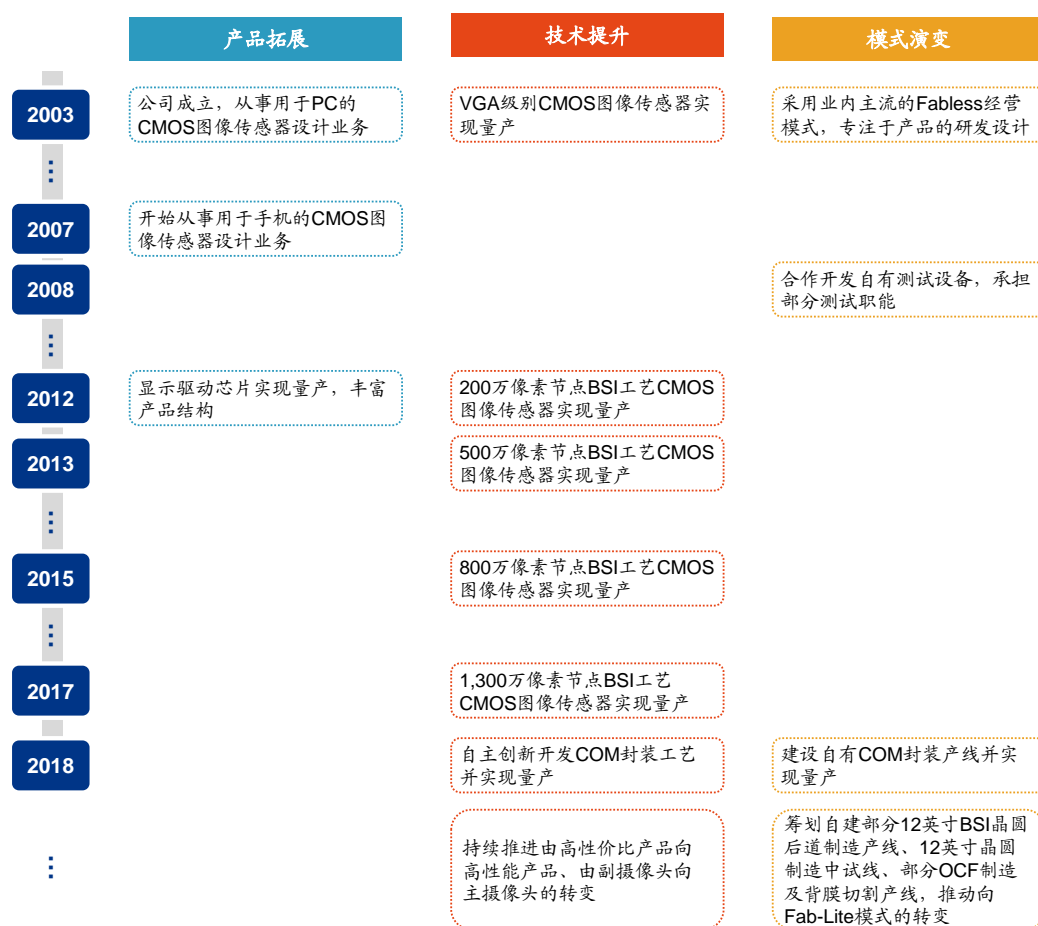 产品拓展
技术提升
模式演变
2003
公司成立，从事用于PC的
CMOS图像传感器设计业务
VGA级别CMOS图像传感器实
现量产
采用业内主流的Fabless经营
模式，专注于产品的研发设计
…
2007
开始从事用于手机的CMOS图
像传感器设计业务
2008
合作开发自有测试设备，承担
部分测试职能
…
2012
显示驱动芯片实现量产，丰富
产品结构
200万像素节点BSI工艺CMOS
图像传感器实现量产
2013
500万像素节点BSI工艺CMOS
图像传感器实现量产
…
2015
800万像素节点BSI工艺CMOS
图像传感器实现量产
…
2017
1,300万像素节点BSI工艺
CMOS图像传感器实现量产
2018
自主创新开发COM封装工艺
并实现量产
建设自有COM封装产线并实
现量产
…
持续推进由高性价比产品向
高性能产品、由副摄像头向
主摄像头的转变
筹划自建部分12英寸BSI晶圆
后道制造产线、12英寸晶圆
制造中试线、部分OCF制造
及背膜切割产线，推动向
Fab-Lite模式的转变